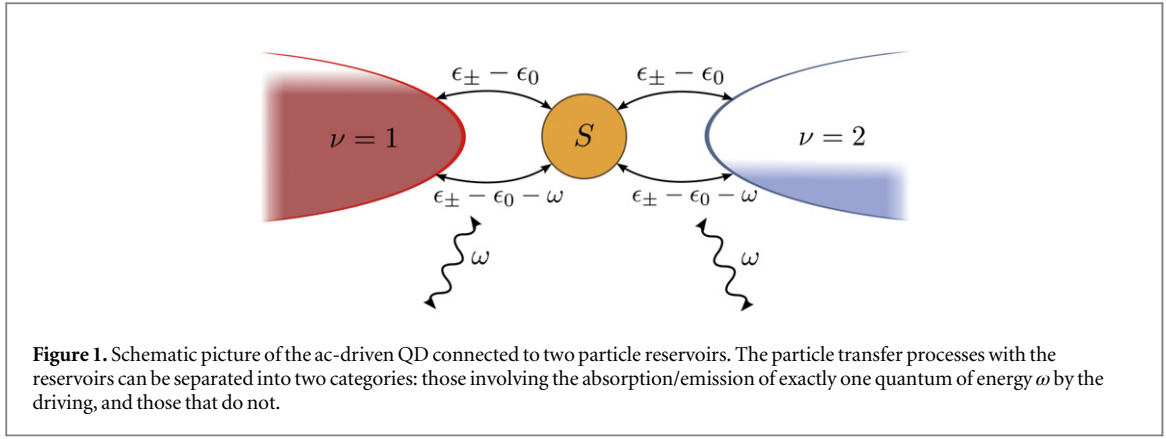 ϵ± − ϵ0 ϵ± − ϵ0
ν = 1 S ν = 2
ϵ± − ϵ0 − ω ϵ± − ϵ0 − ω
ω ω
Figure 1. Schematic picture of the ac-driven QD connected to two particle reservoirs. The particle transfer processes with the
reservoirs can be separated into two categories: those involving the absorption/emission of exactly one quantum of energy ω by the
driving, and those that do not.